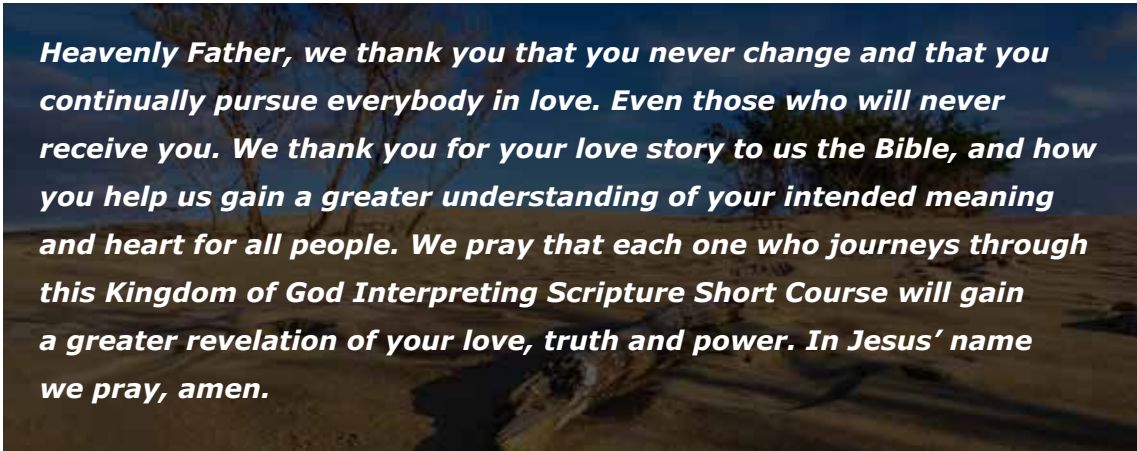 Heavenly Father, we thank you that you never change and that you
continually pursue everybody in love. Even those who will never
receive you. We thank you for your love story to us the Bible, and how
you help us gain a greater understanding of your intended meaning
and heart for all people. We pray that each one who journeys through
this Kingdom of God Interpreting Scripture Short Course will gain
a greater revelation of your love, truth and power. In Jesus’ name
we pray, amen.